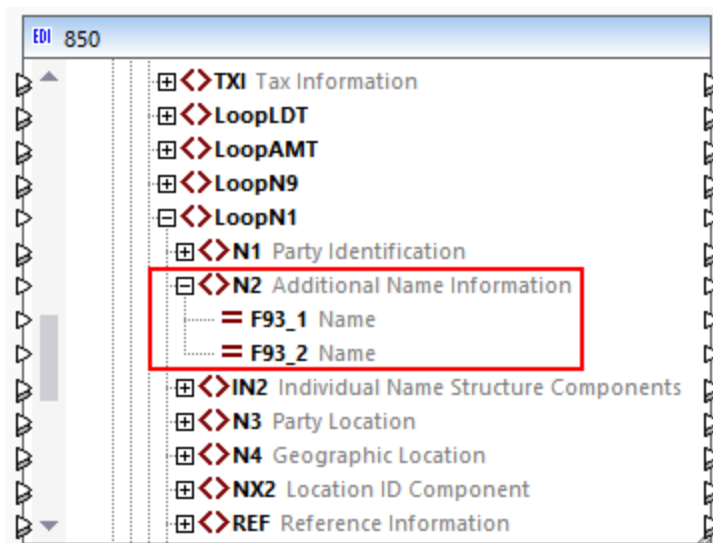 EDI 850
TXI Tax Information
LoopLDT
LoopAMT
LoopN9
LoopN1
N1 Party Identification
N2 Additional Name Information
F93_1 Name
F93_2 Name
IN2 Individual Name Structure Components
N3 Party Location
N4 Geographic Location
NX2 Location ID Component
REF Reference Information